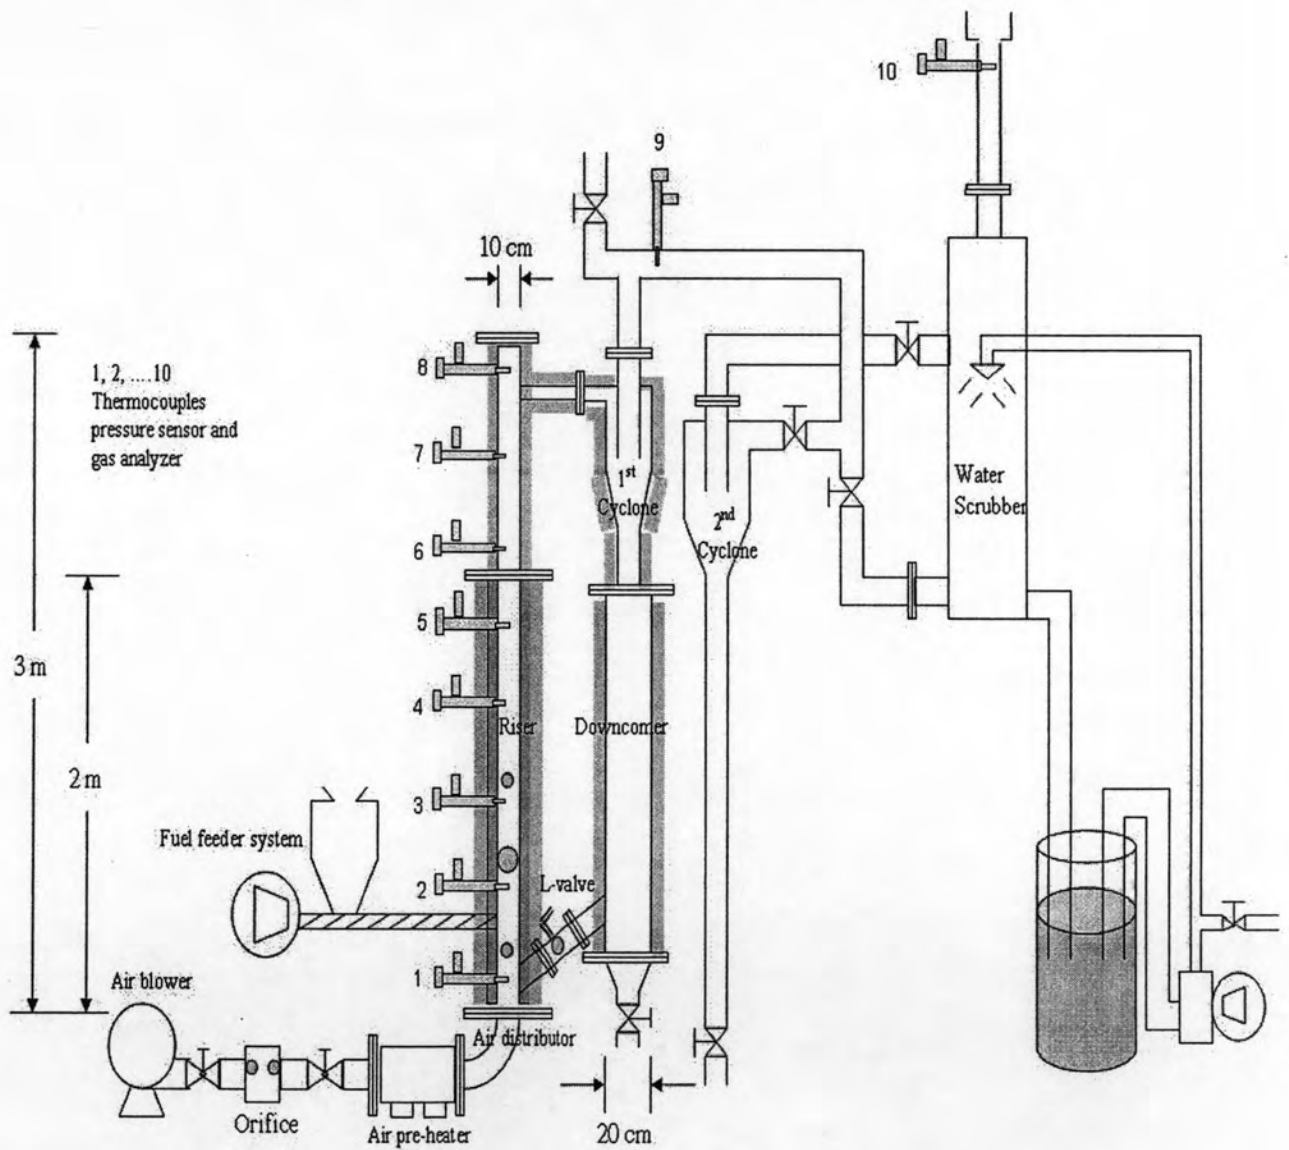 10
9
10 cm
8
1, 2, .....10
Thermocouples
pressure sensor and
gas analyzer
7
1st
Cyclone
Water
Scrubber
6
2nd
Cyclone
5
3 m
4
Riser
Downcomer
2 m
3
Fuel feeder system
2
L-valve
1
Air blower
Air distributor
Orifice
Air pre-heater
20 cm